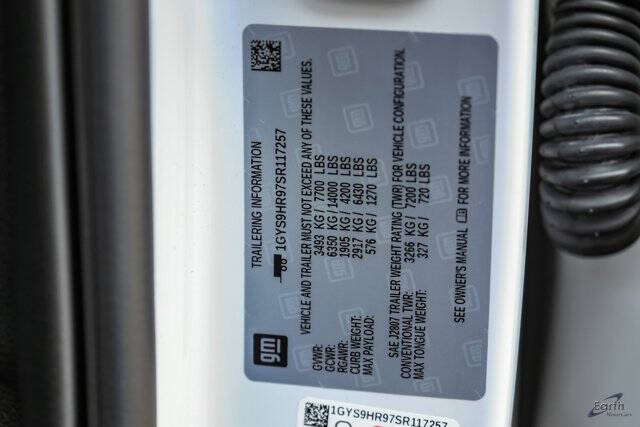 TRAILERING INFORMATION
1GYS9HR97SR117257
VEHICLE AND TRAILER MUST NOT EXCEED ANY OF THESE VALUES.
GVWR: 3493 KG / 7700 LBS
GCWR: 6350 KG / 14000 LBS
RGAWR: 1905 KG / 4200 LBS
CURB WEIGHT: 2917 KG / 6430 LBS
MAX PAYLOAD: 576 KG / 1270 LBS
SAE J2807 TRAILER WEIGHT RATING (TWR) FOR VEHICLE CONFIGURATION.
CONVENTIONAL TWR: 3266 KG / 7200 LBS
MAX TONGUE WEIGHT: 327 KG / 720 LBS
SEE OWNER'S MANUAL FOR MORE INFORMATION
gm
1GYS9HR97SR117257
Earth
MotorCars